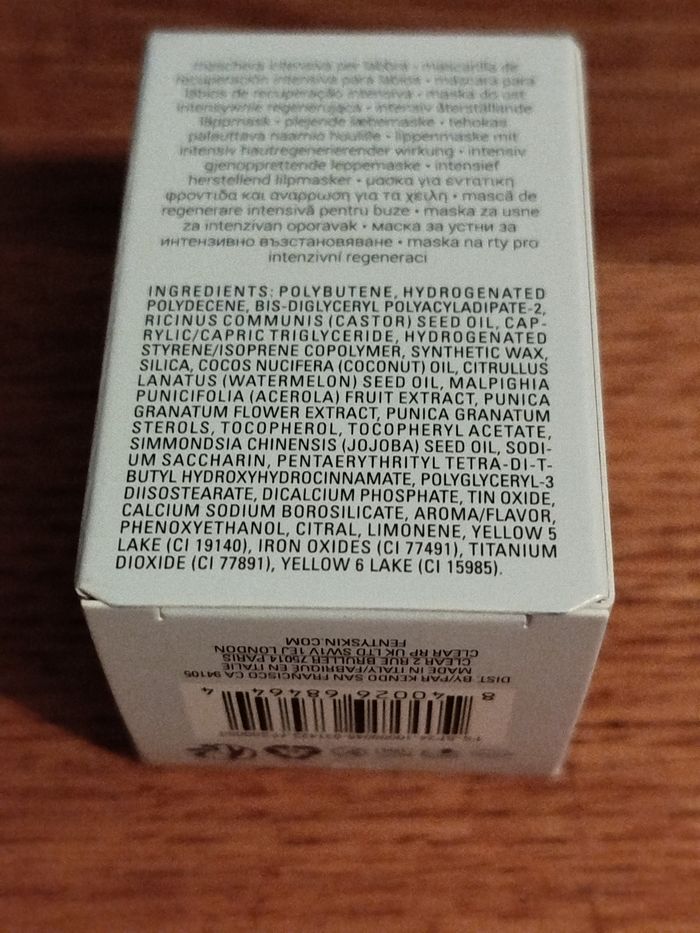 maschera intensiva per labbra • mascarilla de
recuperación intensiva para labios • máscara para
lábios de recuperação intensiva • maska do ust
intensywnie regenerująca • intensiv återställande
läppmask • plejende læbemaske • tehokas
palauttava naamio huulille • lippenmaske mit
intensiv hautregenerierender wirkung • intensiv
gjenopprettende leppemaske • intensief
herstellend lipmasker • μάσκα για εντατική
φροντίδα και ανάρρωση για τα χείλη • mască de
regenerare intensivă pentru buze • maska za usne
za intenzivan oporavak • маска за устни за
интензивно възстановяване • maska na rty pro
intenzivní regeneraci
INGREDIENTS: POLYBUTENE, HYDROGENATED
POLYDECENE, BIS-DIGLYCERYL POLYACYLADIPATE-2,
RICINUS COMMUNIS (CASTOR) SEED OIL, CAP-
RYLIC/CAPRIC TRIGLYCERIDE, HYDROGENATED
STYRENE/ISOPRENE COPOLYMER, SYNTHETIC WAX,
SILICA, COCOS NUCIFERA (COCONUT) OIL, CITRULLUS
LANATUS (WATERMELON) SEED OIL, MALPIGHIA
PUNICIFOLIA (ACEROLA) FRUIT EXTRACT, PUNICA
GRANATUM FLOWER EXTRACT, PUNICA GRANATUM
STEROLS, TOCOPHEROL, TOCOPHERYL ACETATE,
SIMMONDSIA CHINENSIS (JOJOBA) SEED OIL, SODI-
UM SACCHARIN, PENTAERYTHRITYL TETRA-DI-T-
BUTYL HYDROXYHYDROCINNAMATE, POLYGLYCERYL-3
DIISOSTEARATE, DICALCIUM PHOSPHATE, TIN OXIDE,
CALCIUM SODIUM BOROSILICATE, AROMA/FLAVOR,
PHENOXYETHANOL, CITRAL, LIMONENE, YELLOW 5
LAKE (CI 19140), IRON OXIDES (CI 77491), TITANIUM
DIOXIDE (CI 77891), YELLOW 6 LAKE (CI 15985).
8 40026 68464 4
DIST. BY/PAR KENDO SAN FRANCISCO CA 94105
MADE IN ITALY/FABRIQUÉ EN ITALIE
CLEAR 2 RUE BRULLER 75014 PARIS
CLEAR RP UK LTD SW1V 1EJ LONDON
FENTYSKIN.COM